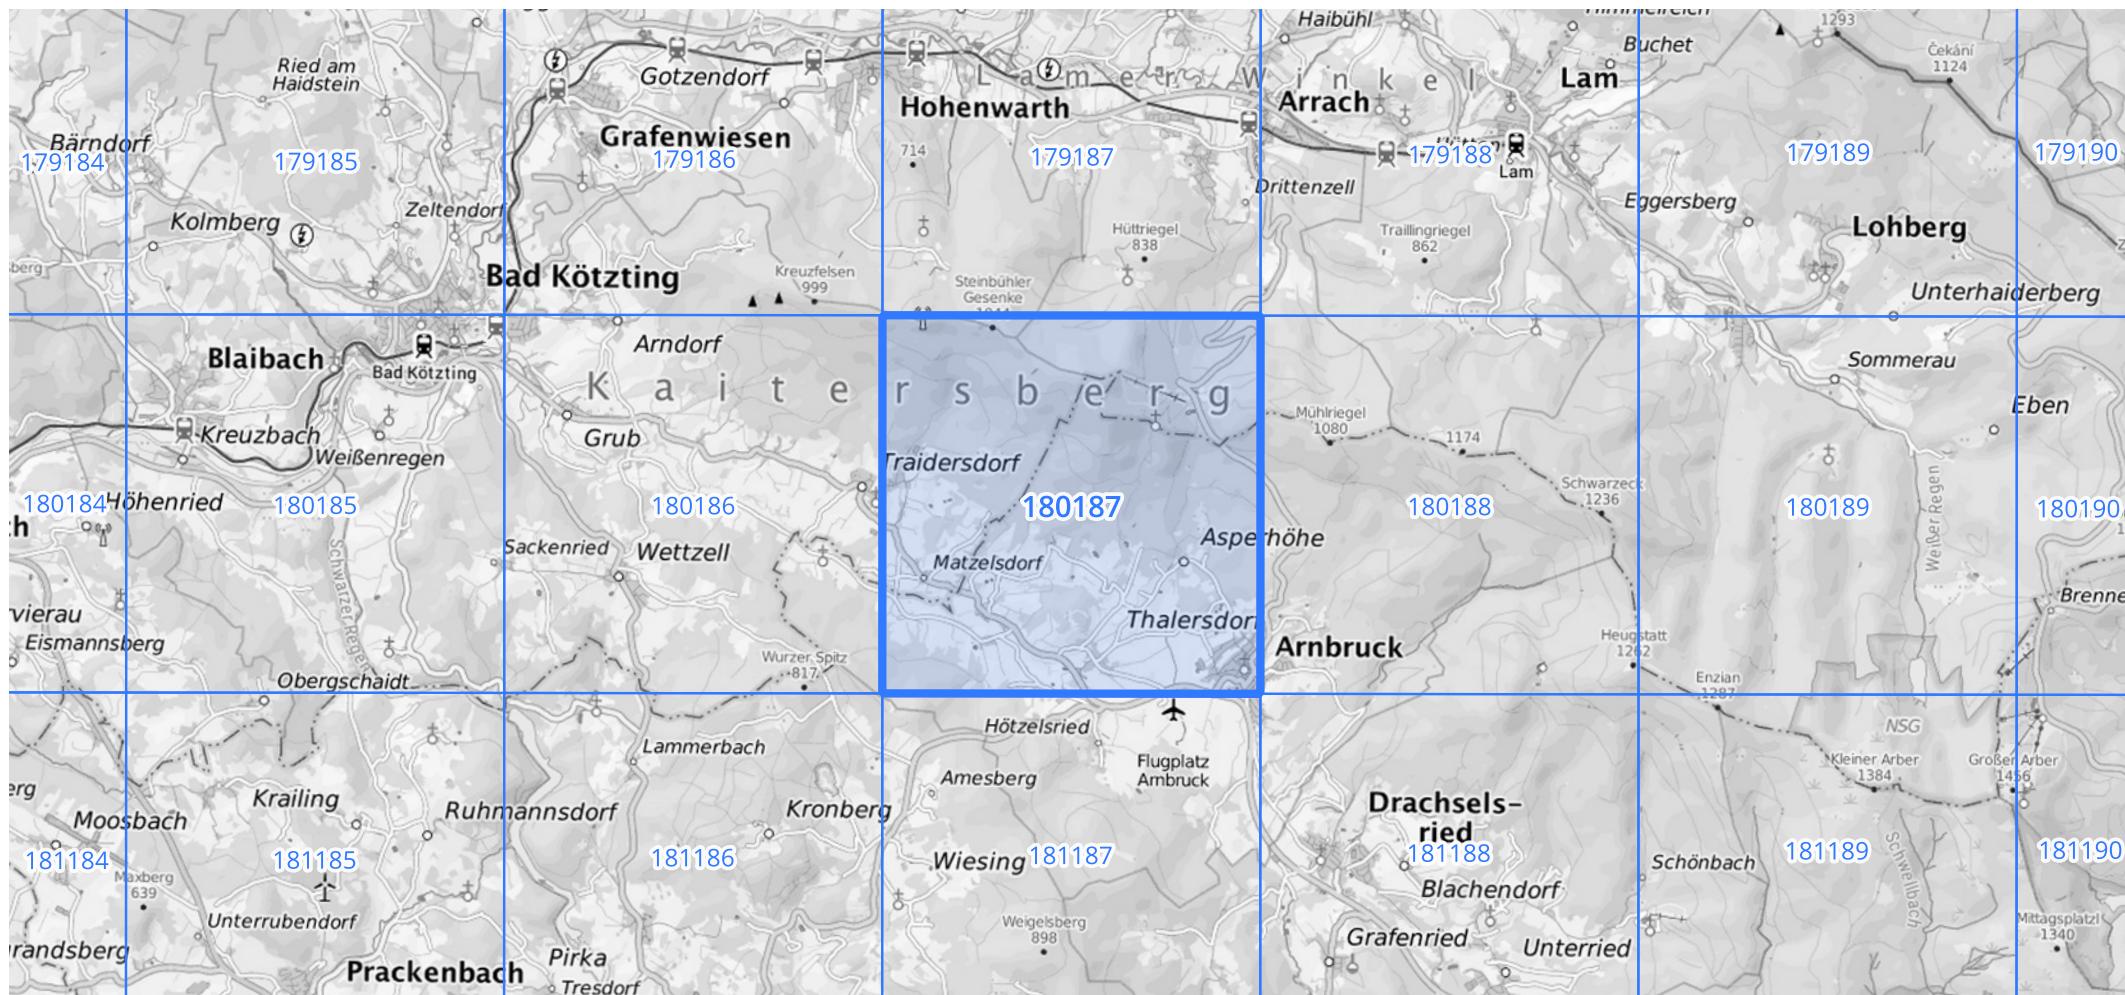 1293
Haibühl
Buchet
Čekání
1124
Ried am
Haidstein
Gotzendorf
Lamer Winkel
Lam
Arrach
Hohenwarth
Grafenwiesen
Bärndorf
179184
179185
179186
714
179187
179188
Lam
179189
179190
Drittenzell
Eggersberg
Zeltendorf
Kolmberg
Lohberg
Hüttriegel
838
Traillingriegel
862
berg
Bad Kötzting
Kreuzfelsen
999
Steinbühler
Gesenke
Unterhaiderberg
Arndorf
Blaibach
Bad Kötzting
Sommerau
Kaitersberg
Eben
Mühlriegel
1080
Kreuzbach
Grub
1174
Weißenregen
Traidersdorf
Schwarzeck
1236
Weißer Regen
180184
Höhenried
180185
180186
180187
180188
180189
180190
ch
Schwarzer Regen
Sackenried
Wettzell
Asperhöhe
Matzelsdorf
Brenne
rvierau
Eismannsberg
Thalersdorf
Arnbruck
Heugstatt
1262
Wurzer Spitz
817
Obergschaidt
Enzian
1287
Hötzelsried
NSG
Lammerbach
Flugplatz
Arnbruck
Kleiner Arber
1384
Großer Arber
1456
Amesberg
erg
Krailing
Ruhmannsdorf
Kronberg
Drachsels-
ried
Moosbach
181184
181185
181186
Wiesing
181187
181188
Schönbach
181189
181190
Schwellbach
Maxberg
639
Blachendorf
Unterrubendorf
Weigelsberg
898
Mittagsplatzl
1340
randsberg
Grafenried
Unterried
Prackenbach
Pirka
Tresdorf